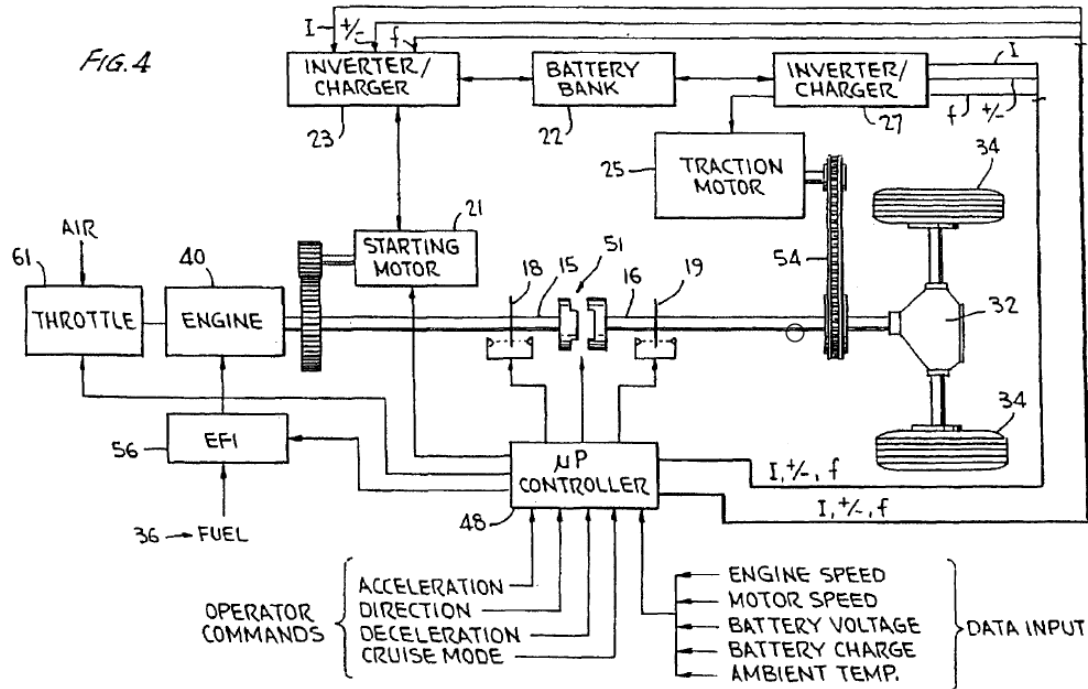 FIG. 4
I +/- f
INVERTER/
CHARGER
23
BATTERY
BANK
22
INVERTER/
CHARGER
27
I
+/-
f
25
TRACTION
MOTOR
34
AIR
61
THROTTLE
40
ENGINE
21
STARTING
MOTOR
18
15
51
16
19
54
32
34
56
EFI
36 → FUEL
μP
CONTROLLER
48
I, +/-, f
I, +/-, f
OPERATOR
COMMANDS
ACCELERATION
DIRECTION
DECELERATION
CRUISE MODE
ENGINE SPEED
MOTOR SPEED
BATTERY VOLTAGE
BATTERY CHARGE
AMBIENT TEMP.
DATA INPUT